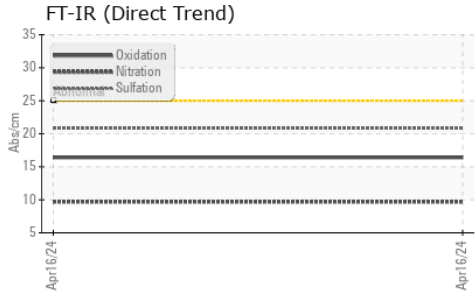 FT-IR (Direct Trend)
35
30
25
20
15
10
5
Abs/cm
Oxidation
Nitration
Sulfation
Abnormal
Apr16/24
Apr16/24